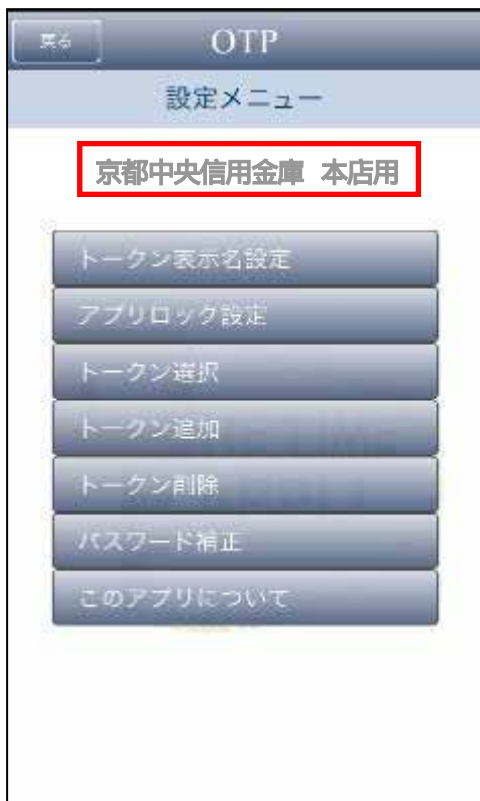 戻る OTP
設定メニュー
京都中央信用金庫 本店用
トークン表示名設定
アプリロック設定
トークン選択
トークン追加
トークン削除
パスワード補正
このアプリについて